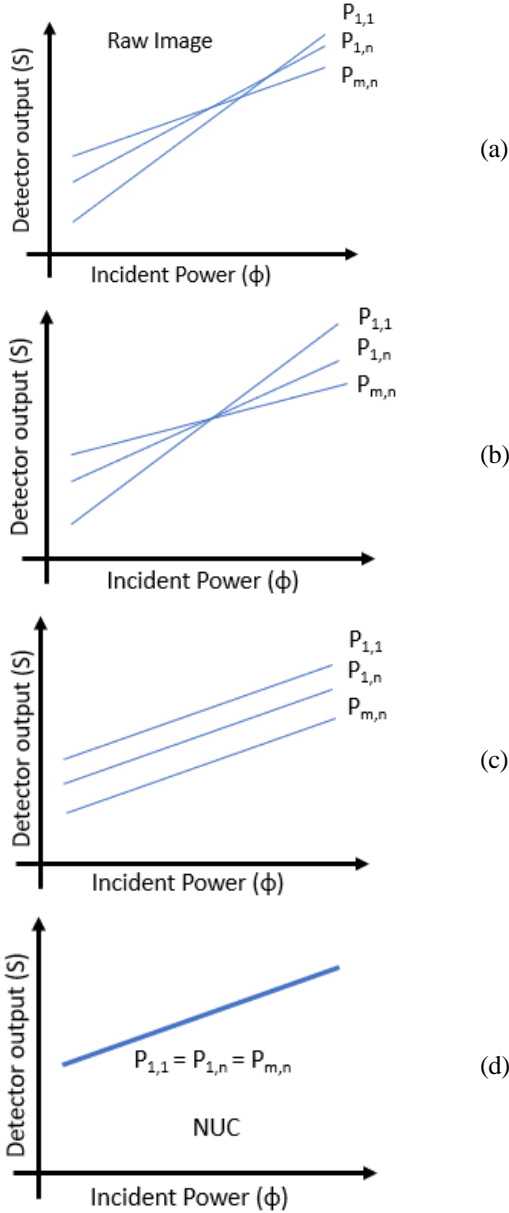 P1,1
Raw Image
P1,n
Pm,n
Detector output (S)
(a)
Incident Power (ϕ)
P1,1
P1,n
Pm,n
Detector output (S)
(b)
Incident Power (ϕ)
P1,1
P1,n
Pm,n
Detector output (S)
(c)
Incident Power (ϕ)
Detector output (S)
P1,1 = P1,n = Pm,n
(d)
NUC
Incident Power (ϕ)